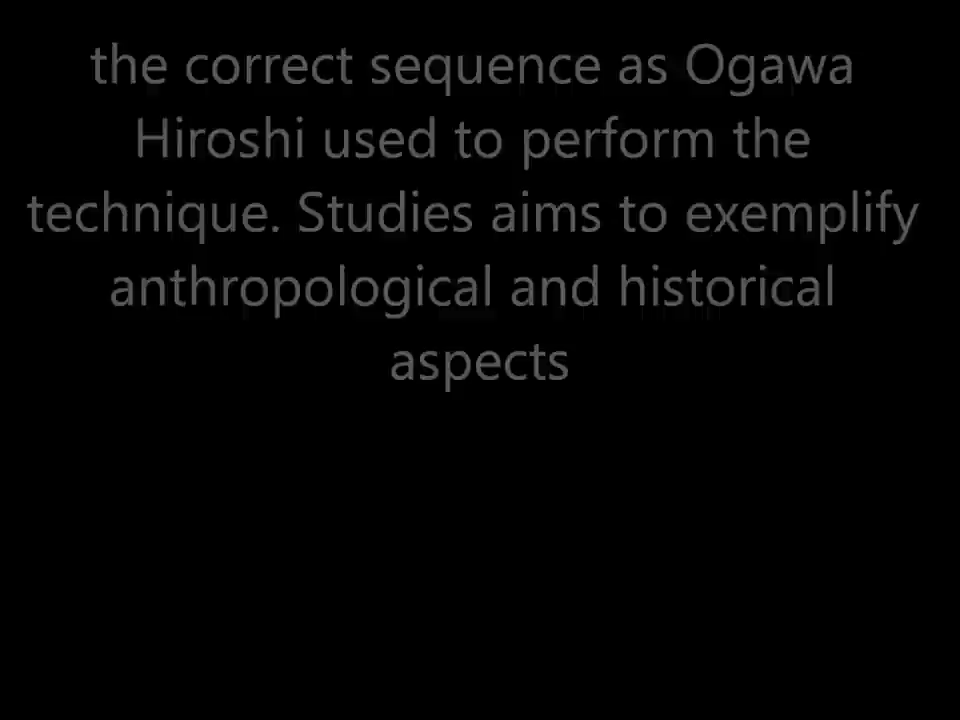 the correct sequence as Ogawa
Hiroshi used to perform the
technique. Studies aims to exemplify
anthropological and historical
aspects